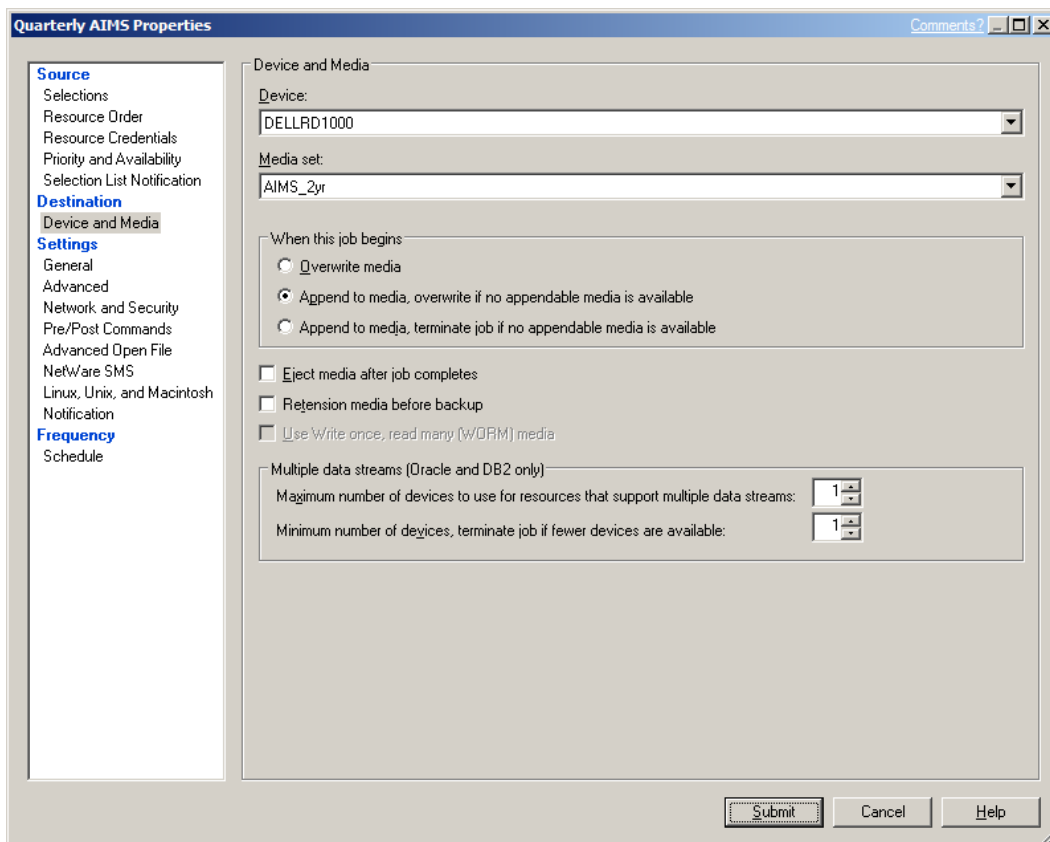 Quarterly AIMS Properties
Comments?
Source
Selections
Resource Order
Resource Credentials
Priority and Availability
Selection List Notification
Destination
Device and Media
Settings
General
Advanced
Network and Security
Pre/Post Commands
Advanced Open File
NetWare SMS
Linux, Unix, and Macintosh
Notification
Frequency
Schedule
Device and Media
Device:
DELLRD1000
Media set:
AIMS_2yr
When this job begins
Overwrite media
Append to media, overwrite if no appendable media is available
Append to media, terminate job if no appendable media is available
Eject media after job completes
Retension media before backup
Use Write once, read many (WORM) media
Multiple data streams (Oracle and DB2 only)
Maximum number of devices to use for resources that support multiple data streams: 1
Minimum number of devices, terminate job if fewer devices are available: 1
Submit Cancel Help